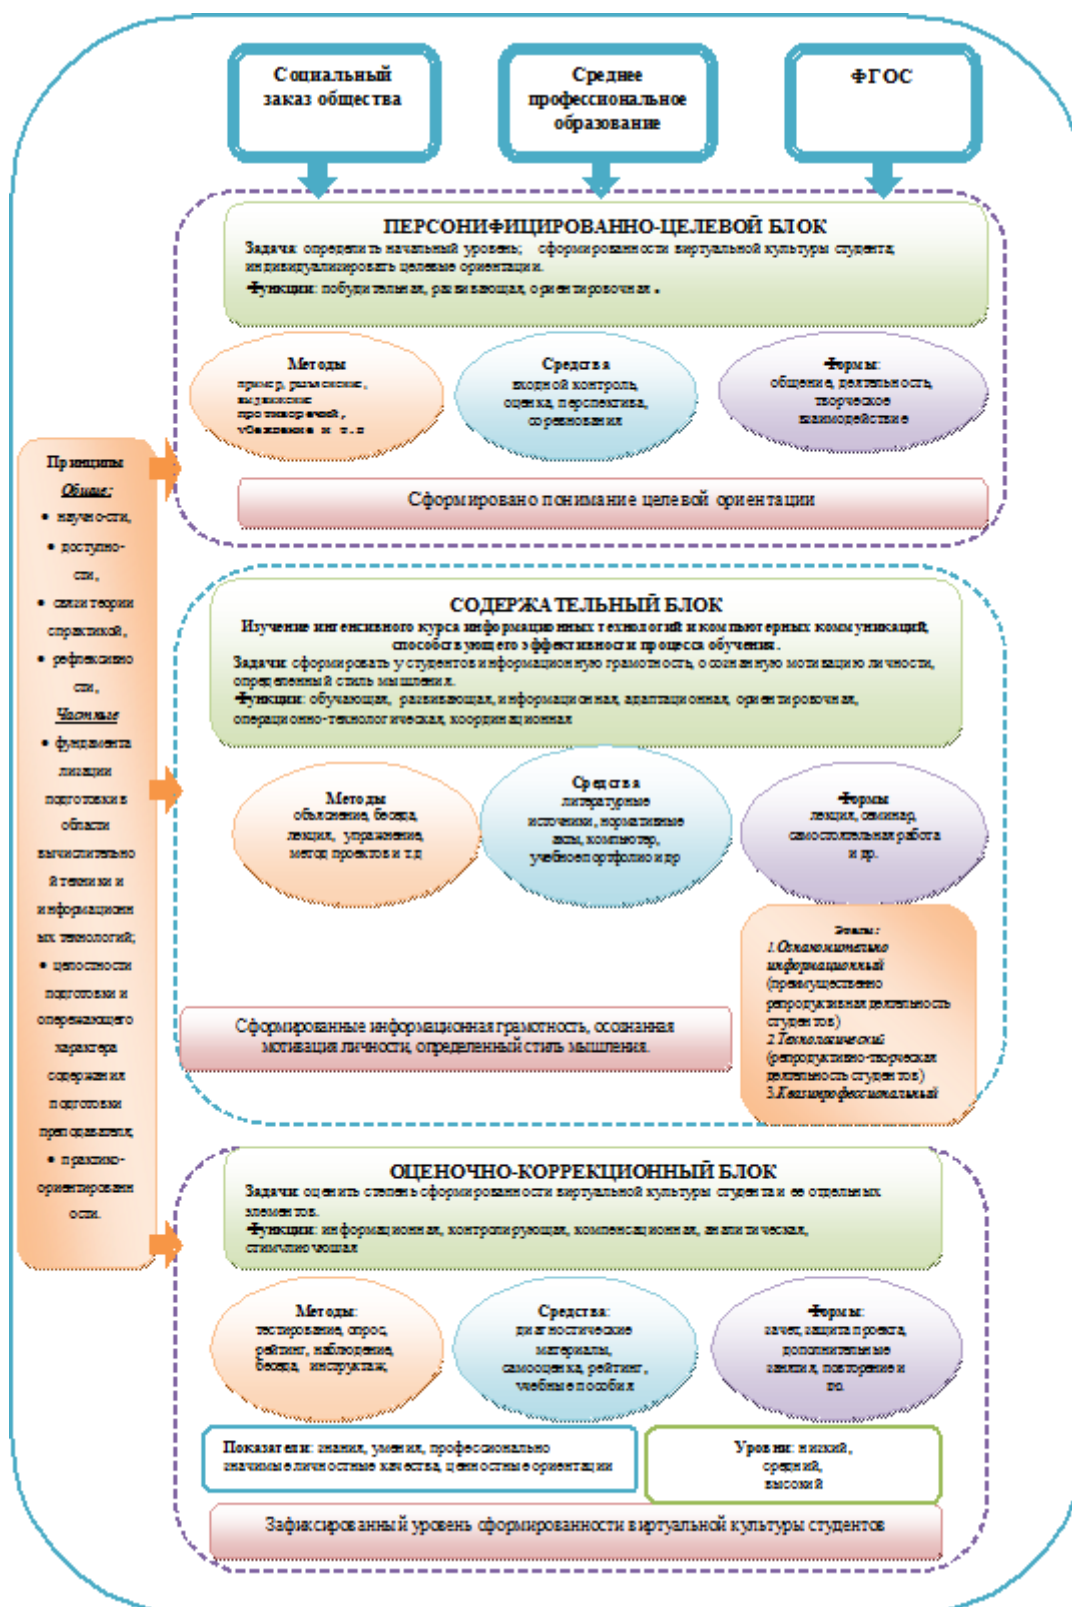 Социальный
заказ общества
Среднее
профессиональное
образование
ФГОС
ПЕРСОНИФИЦИРОВАННО-ЦЕЛЕВОЙ БЛОК
Задача: определить начальный уровень; сформированности виртуальной культуры студента;
индивидуализировать целевые ориентации.
Функции: побудительная, развивающая, ориентировочная.
Методы
пример, разъяснение,
выдвижение
противоречий,
убеждение и т.п
Средства
входной контроль,
оценка, перспектива,
соревнования
Формы:
общение, деятельность,
творческое
взаимодействие
Сформировано понимание целевой ориентации
Принципы
Общие:
• научности,
• доступно-
сти,
• связи теории
с практикой,
• рефлексивно
сти,
Частные
• фундамента
лизации
подготовки в
области
вычислительно
й техники и
информационн
ых технологий;
• целостности
подготовки и
опережающего
характера
содержания
подготовки
преподавателя,
• практико-
ориентированн
ости.
СОДЕРЖАТЕЛЬНЫЙ БЛОК
Изучение интенсивного курса информационных технологий и компьютерных коммуникаций,
способствующего эффективности процесса обучения.
Задачи: сформировать у студентов информационную грамотность, осознанную мотивацию личности,
определенный стиль мышления.
Функции: обучающая, развивающая, информационная, адаптационная, ориентировочная,
операционно-технологическая, координационная
Методы
объяснение, беседа,
лекция, упражнение,
метод проектов и т.д
Средства
литературные
источники, нормативные
акты, компьютер,
учебное портфолио и др
Формы
лекция, семинар,
самостоятельная работа
и др.
Этапы:
1.Ознакомительно
информационный
(преимущественно
репродуктивная деятельность
студентов)
2.Технологический
(репродуктивно-творческая
деятельность студентов)
3.Квазипрофессиональный
Сформированные информационная грамотность, осознанная
мотивация личности, определенный стиль мышления.
ОЦЕНОЧНО-КОРРЕКЦИОННЫЙ БЛОК
Задачи: оценить степень сформированности виртуальной культуры студента и ее отдельных
элементов.
Функции: информационная, контролирующая, компенсационная, аналитическая,
стимулирующая
Методы:
тестирование, опрос,
рейтинг, наблюдение,
беседа, инструктаж,
Средства:
диагностические
материалы,
самооценка, рейтинг,
учебные пособия
Формы:
зачет, защита проекта,
дополнительные
занятия, повторение и
др.
Показатели: знания, умения, профессионально
значимые личностные качества, ценностные ориентации
Уровни: низкий,
средний,
высокий
Зафиксированный уровень сформированности виртуальной культуры студентов